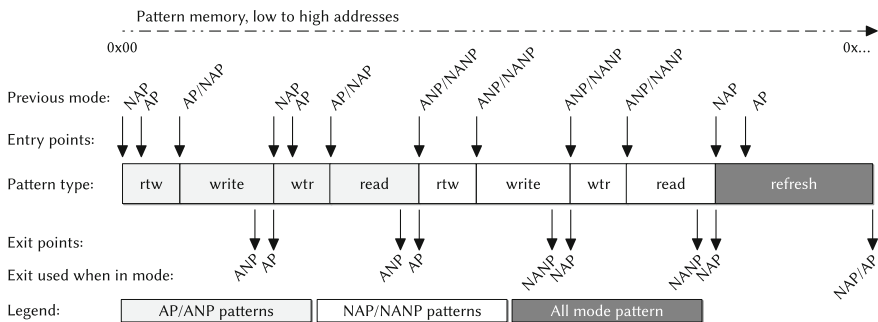 Pattern memory, low to high addresses
0x00 0x...
Previous mode: NAP AP AP/NAP NAP AP AP/NAP ANP/NANP ANP/NANP ANP/NANP ANP/NANP NAP AP
Entry points:
Pattern type: rtw write wtr read rtw write wtr read refresh
Exit points:
Exit used when in mode: ANP AP ANP AP NANP NAP NANP NAP NAP/AP
Legend: AP/ANP patterns NAP/NANP patterns All mode pattern